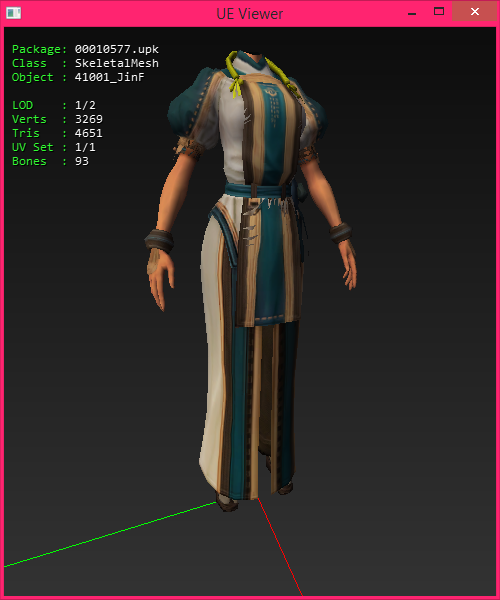 UE Viewer
Package: 00010577.upk
Class : SkeletalMesh
Object : 41001_JinF
LOD : 1/2
Verts : 3269
Tris : 4651
UV Set : 1/1
Bones : 93